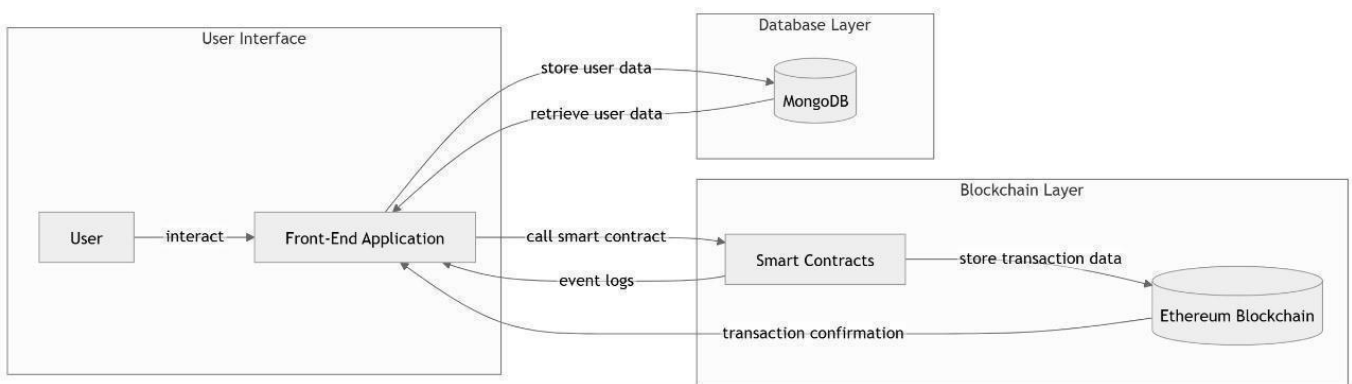 User Interface
Database Layer
store user data
MongoDB
retrieve user data
Blockchain Layer
User
interact
Front-End Application
call smart contract
Smart Contracts
store transaction data
event logs
Ethereum Blockchain
transaction confirmation